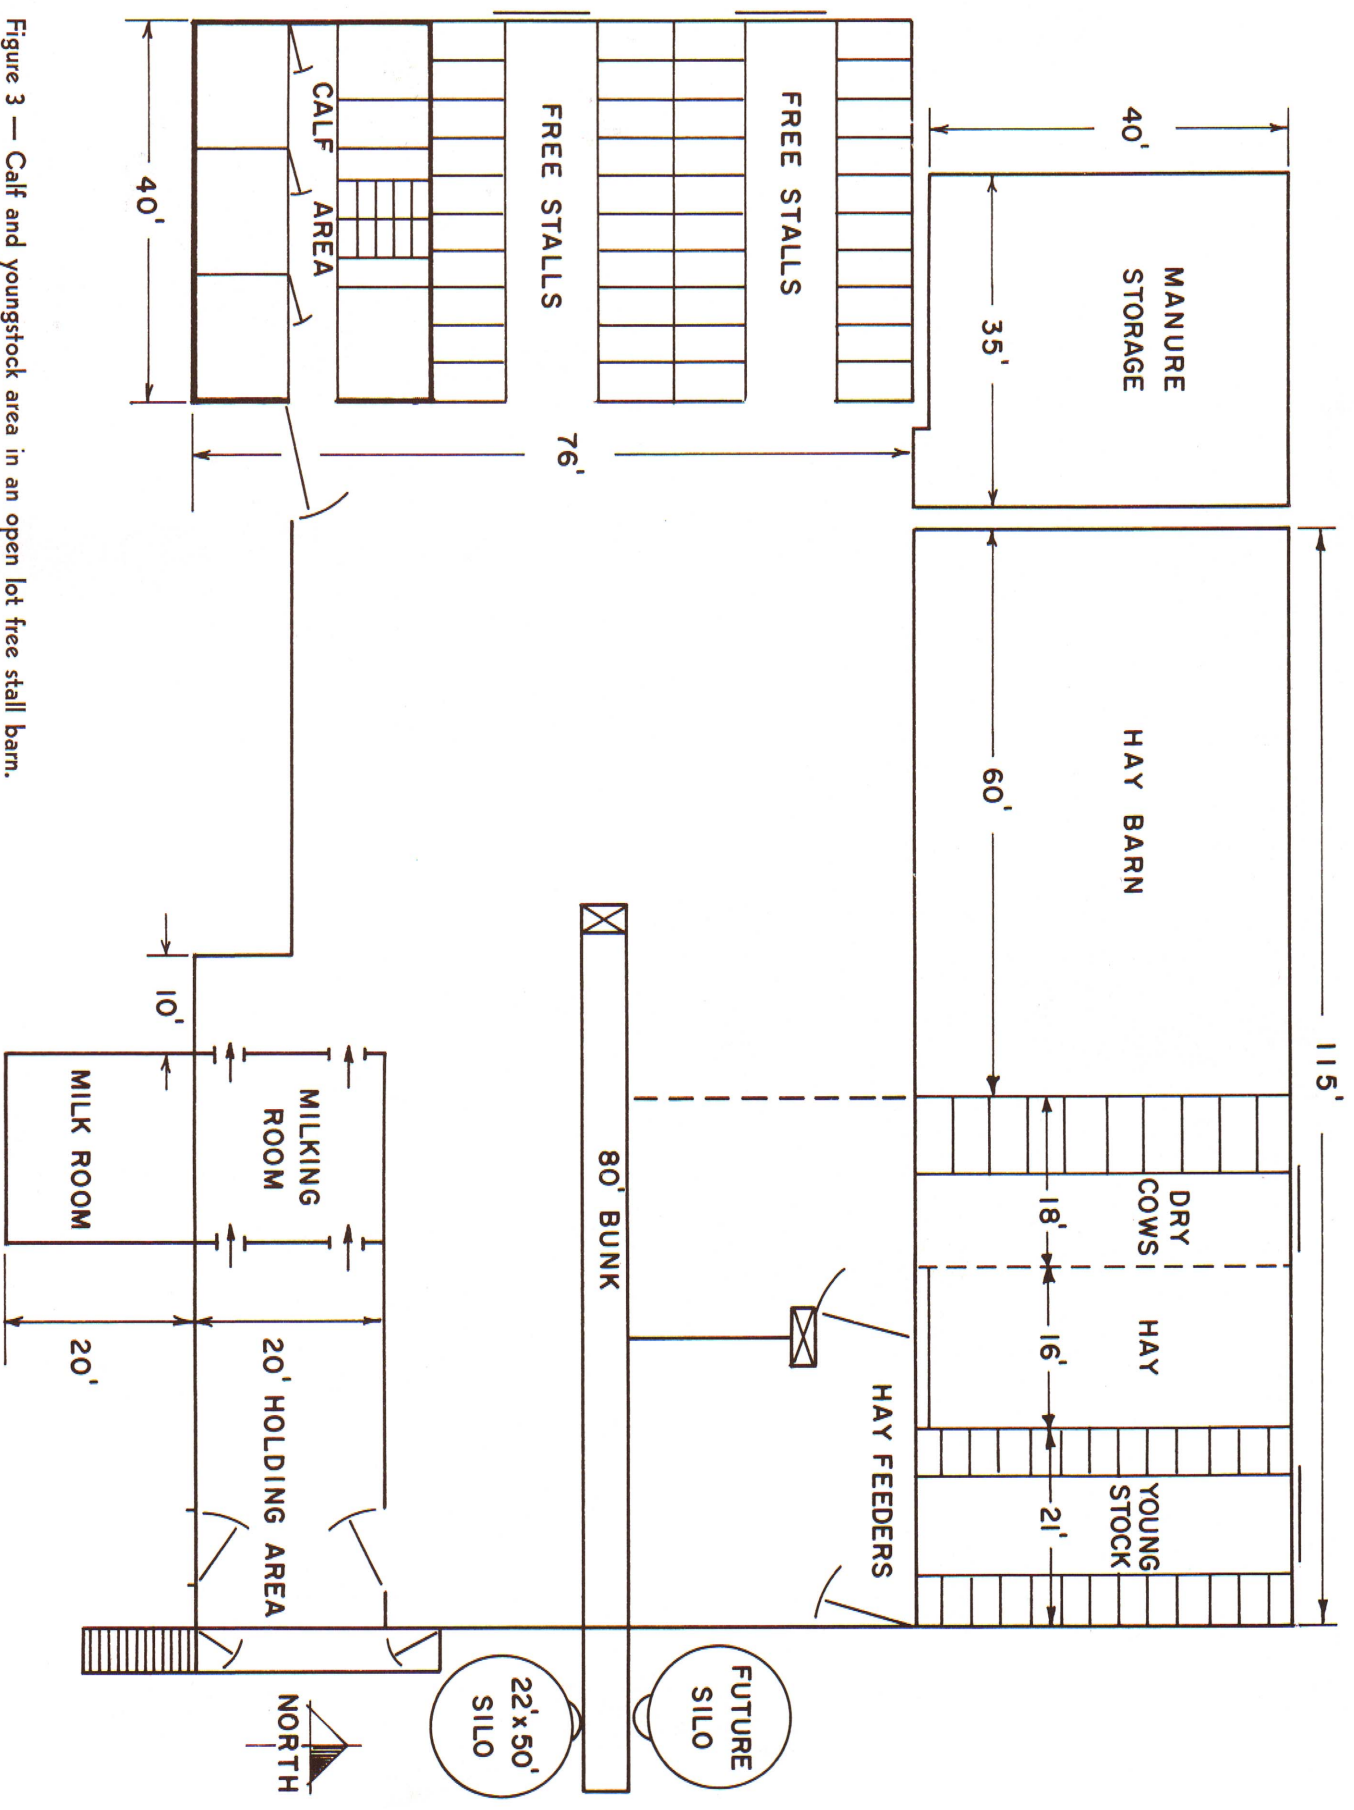 40'
MANURE
STORAGE
35'
115'
HAY BARN
60'
DRY
COWS
18'
HAY
16'
YOUNG
STOCK
21'
FREE STALLS
FREE STALLS
CALF AREA
40'
76'
HAY FEEDERS
80' BUNK
FUTURE
SILO
22'x50'
SILO
10'
MILKING
ROOM
20' HOLDING AREA
MILK ROOM
20'
NORTH
Figure 3 — Calf and youngstock area in an open lot free stall barn.